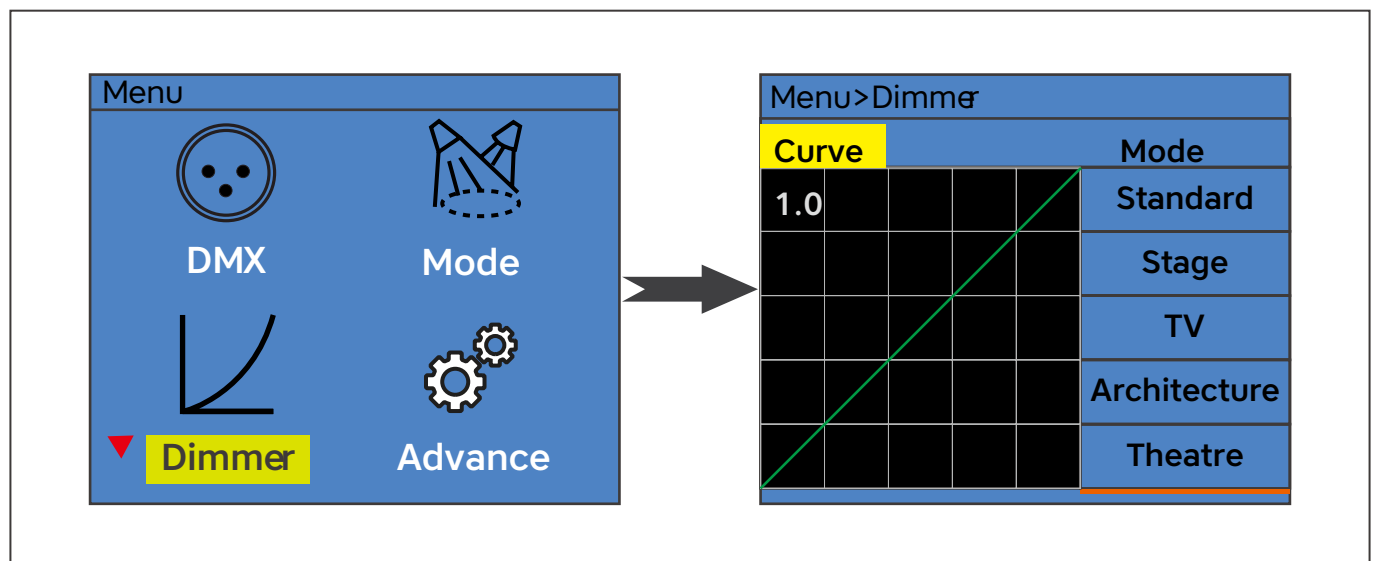 Menu
DMX
Mode
Dimmer
Advance
Menu>Dimmer
Curve
Mode
1.0
Standard
Stage
TV
Architecture
Theatre